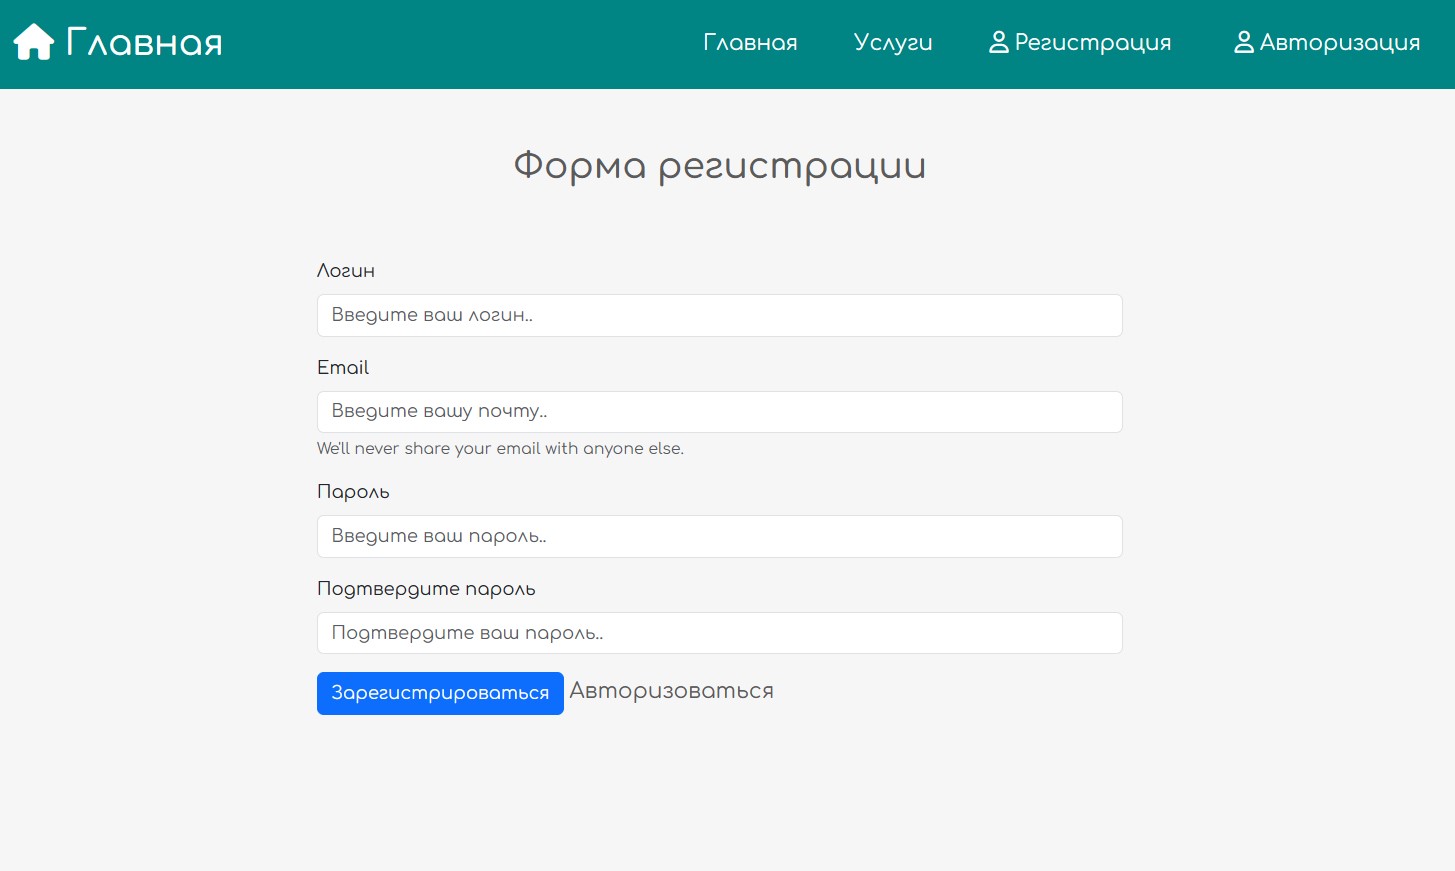 Главная Главная Услуги Регистрация Авторизация
Форма регистрации
Логин
Введите ваш логин..
Email
Введите вашу почту..
We'll never share your email with anyone else.
Пароль
Введите ваш пароль..
Подтвердите пароль
Подтвердите ваш пароль..
Зарегистрироваться Авторизоваться